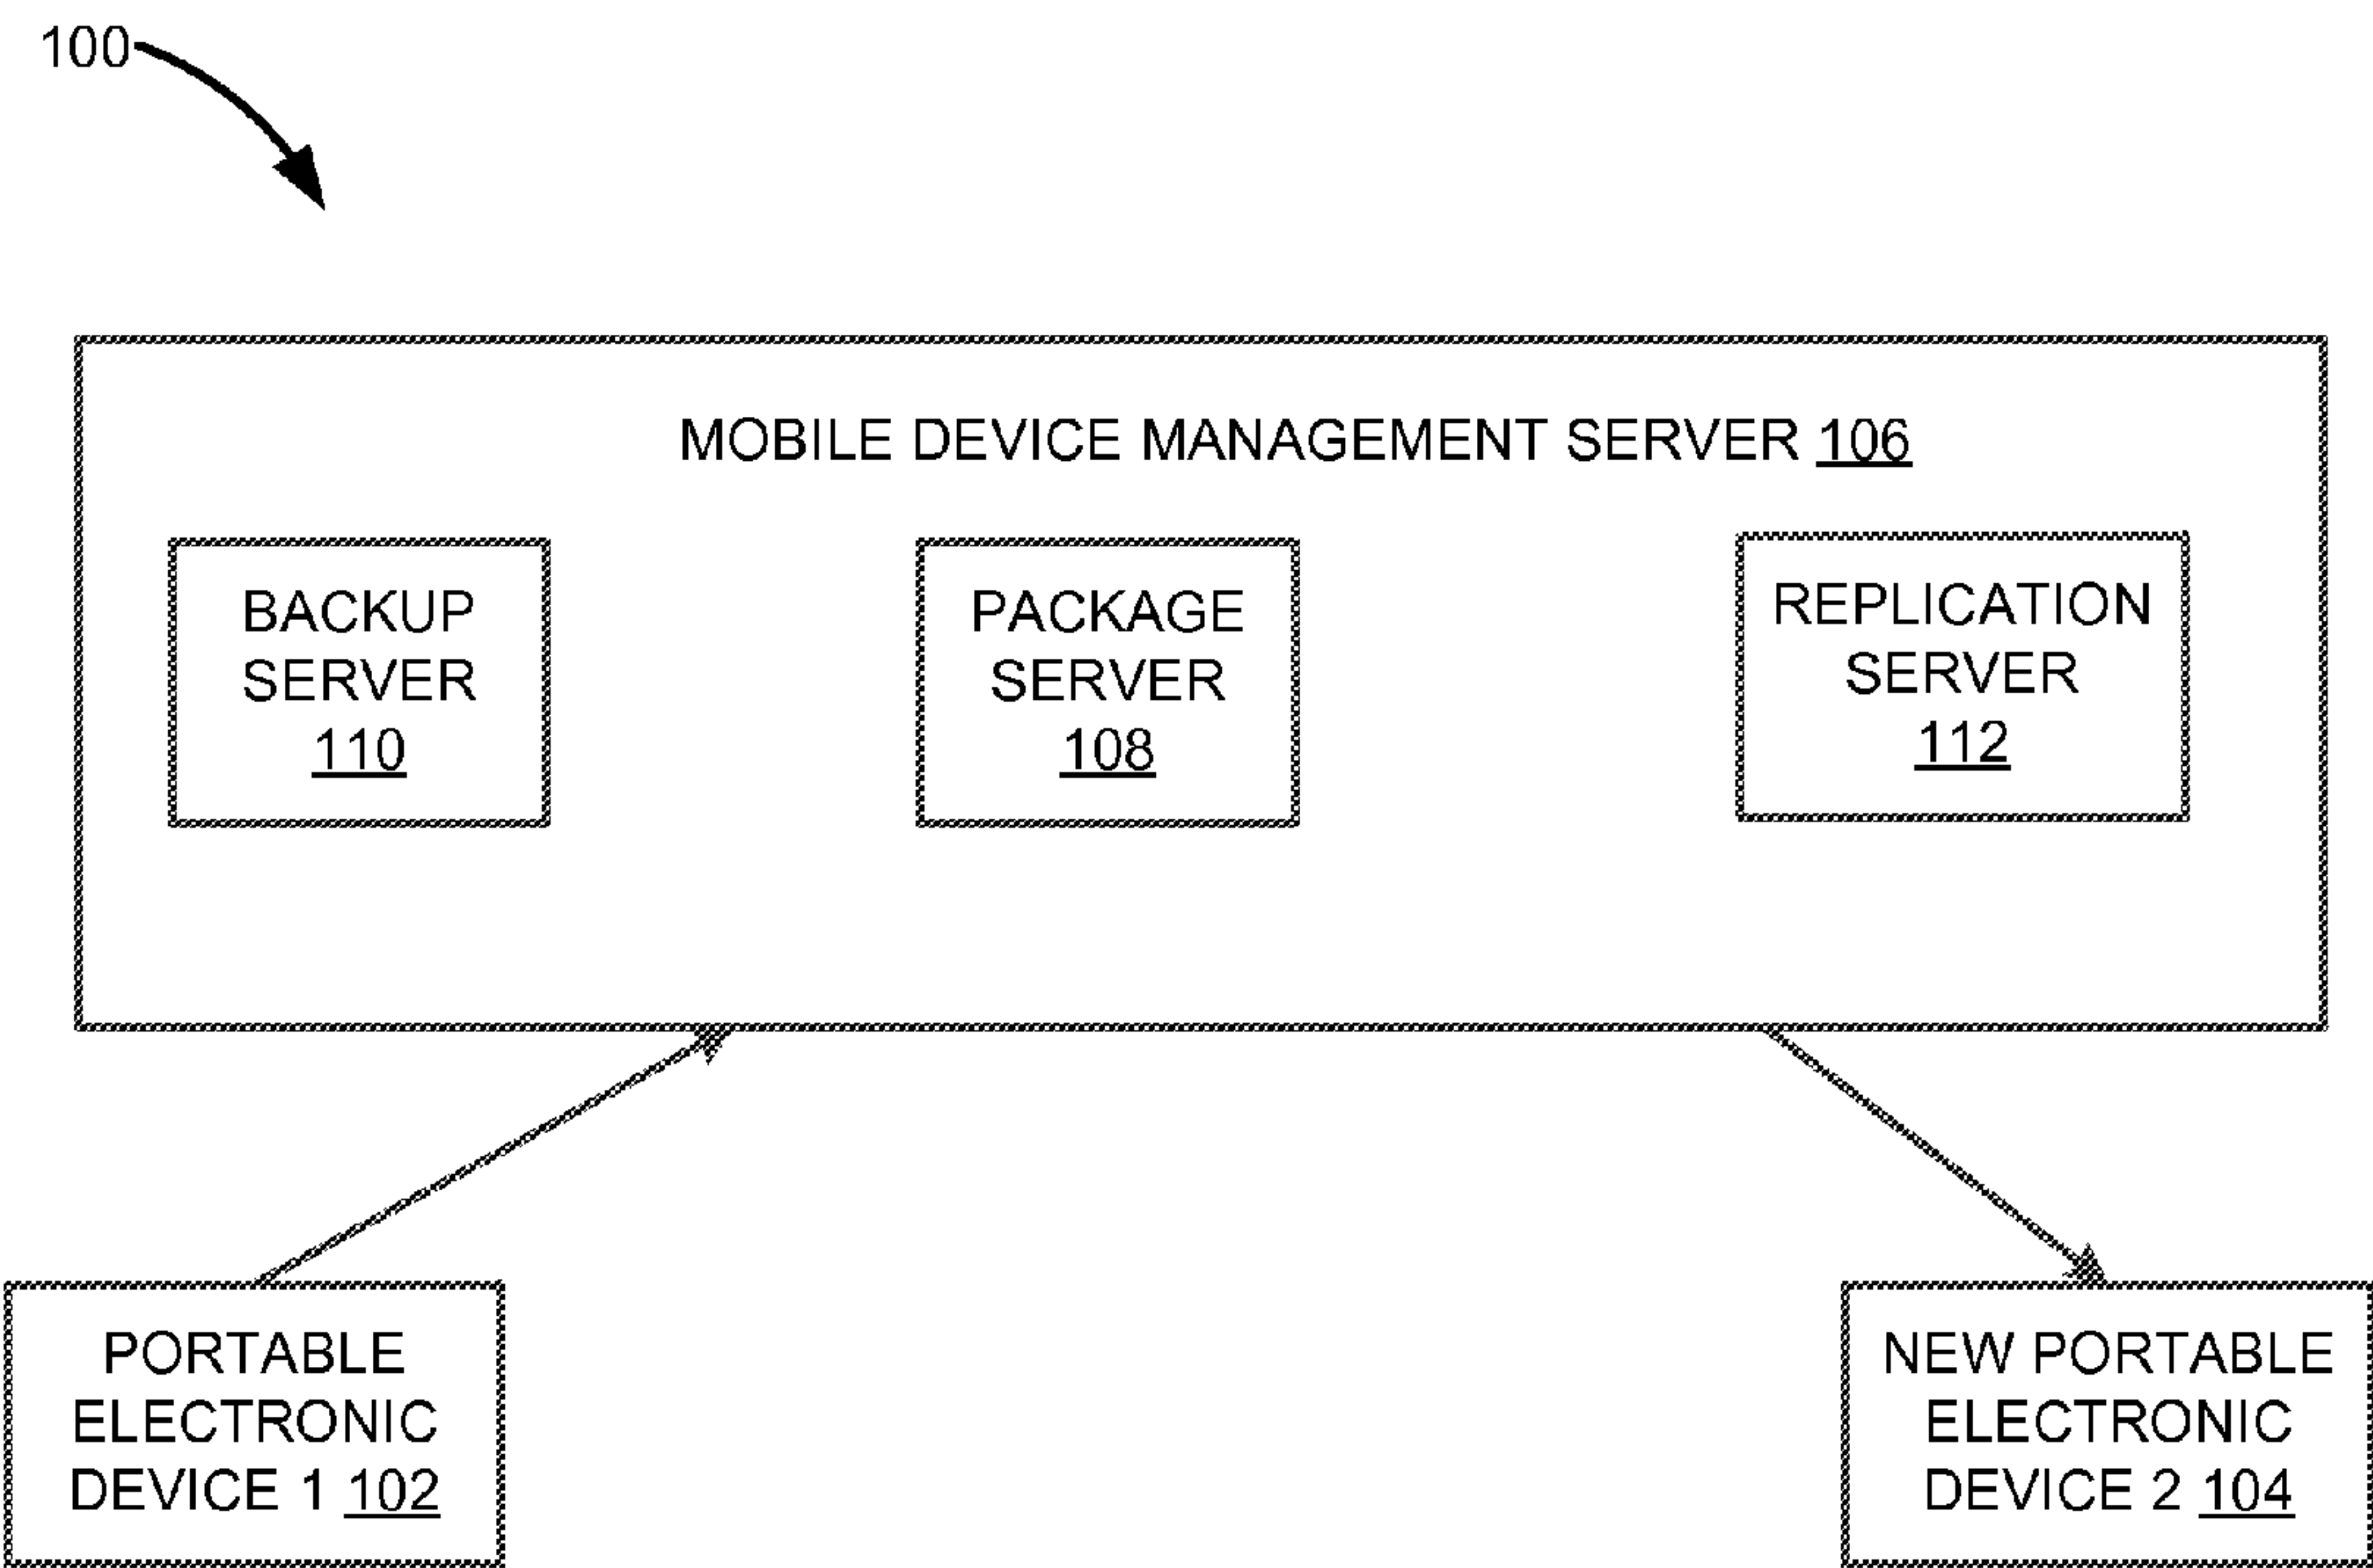 100
MOBILE DEVICE MANAGEMENT SERVER 106
BACKUP
SERVER
110
PACKAGE
SERVER
108
REPLICATION
SERVER
112
PORTABLE
ELECTRONIC
DEVICE 1 102
NEW PORTABLE
ELECTRONIC
DEVICE 2 104